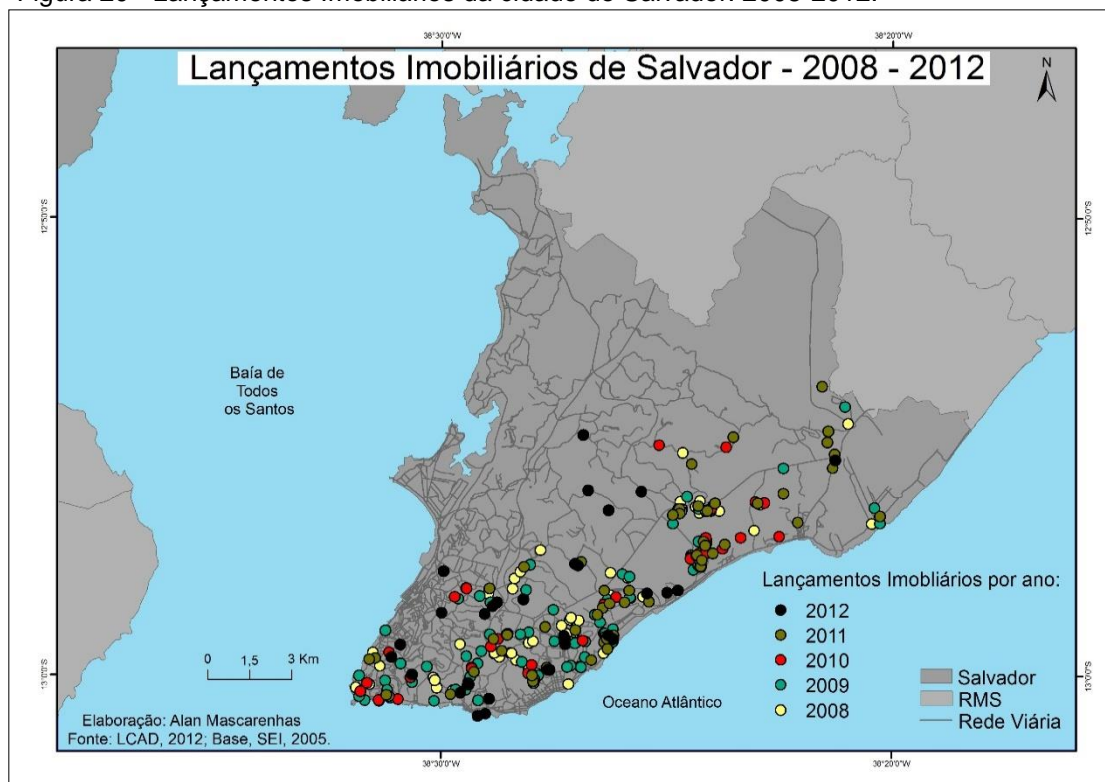 Figura 26 - Lançamentos Imobiliários da cidade de Salvador: 2008-2012.
38°30'0"W
38°20'0"W
Lançamentos Imobiliários de Salvador - 2008 - 2012
N
12°50'0"S
12°50'0"S
Baía de
Todos
os Santos
Lançamentos Imobliários por ano:
2012
2011
2010
2009
2008
Salvador
RMS
Rede Viária
0 1,5 3 Km
Oceano Atlântico
13°0'0"S
13°0'0"S
Elaboração: Alan Mascarenhas
Fonte: LCAD, 2012; Base, SEI, 2005.
38°30'0"W
38°20'0"W